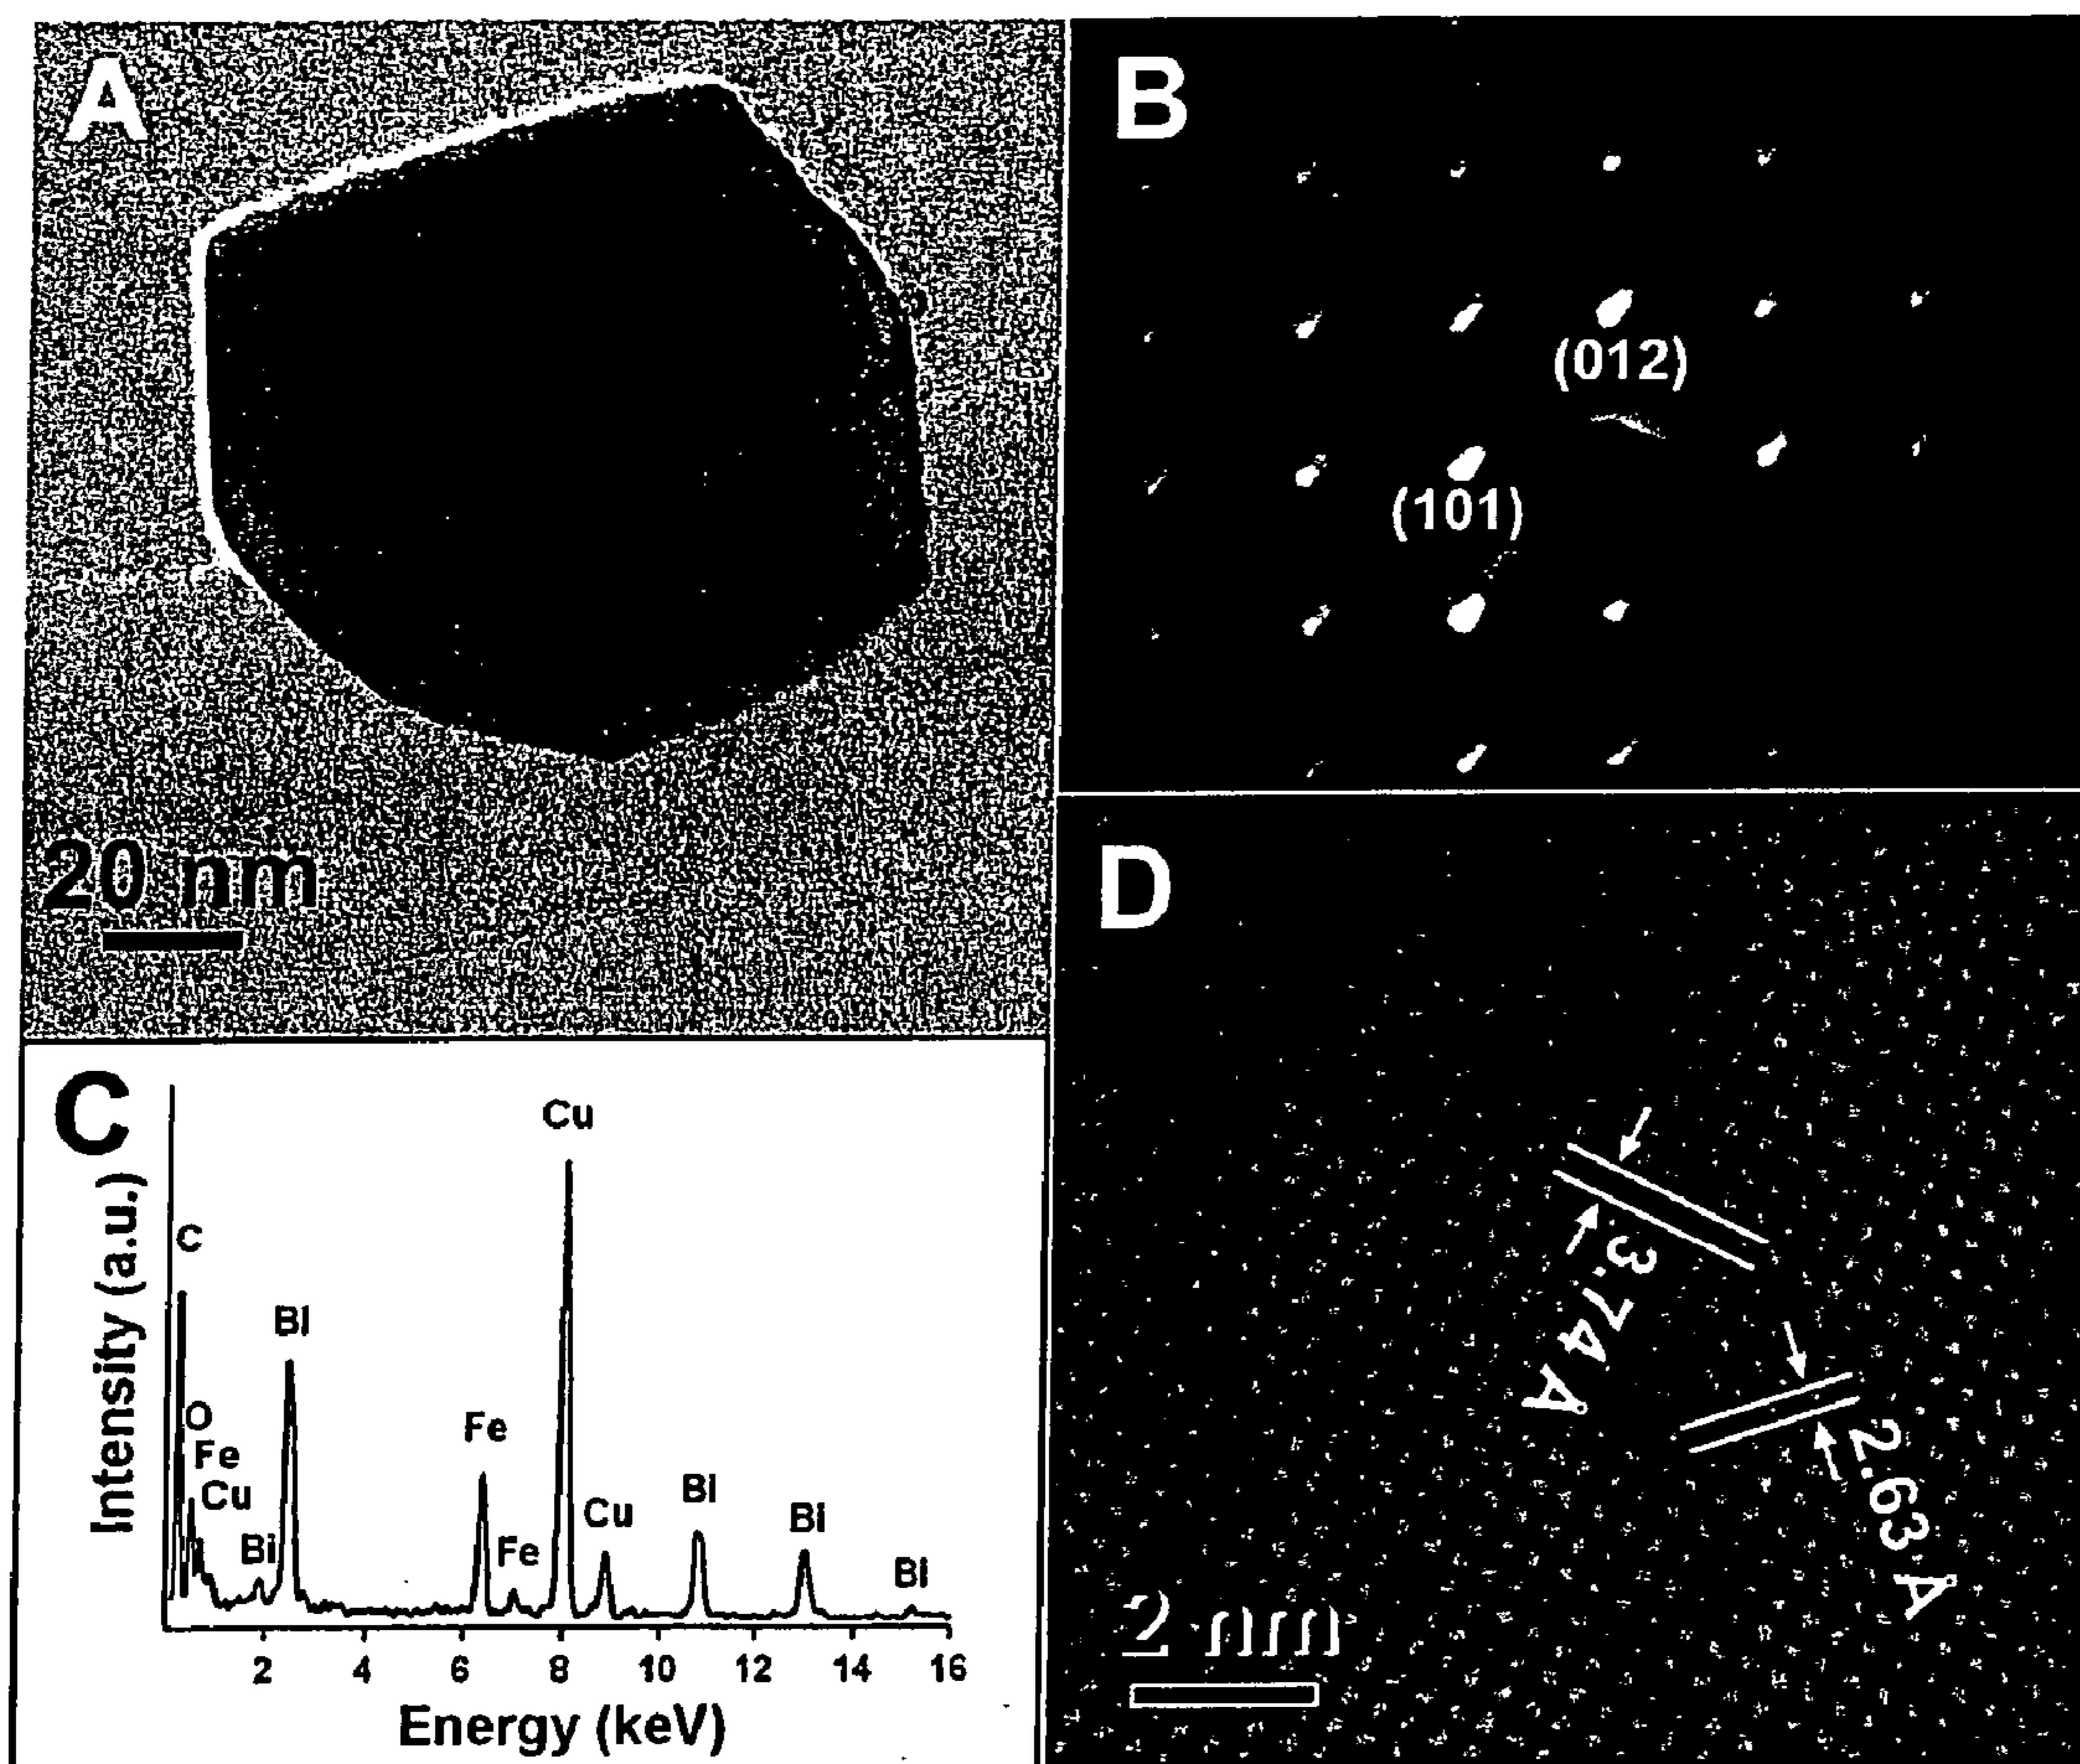 A
20 nm
B
(012)
(101)
C
Intensity (a.u.)
C
O
Fe
Cu
Bi
BI
Fe
Fe
Cu
Cu
BI
BI
BI
2 4 6 8 10 12 14 16
Energy (keV)
D
3.74 Å
2.63 Å
2 nm